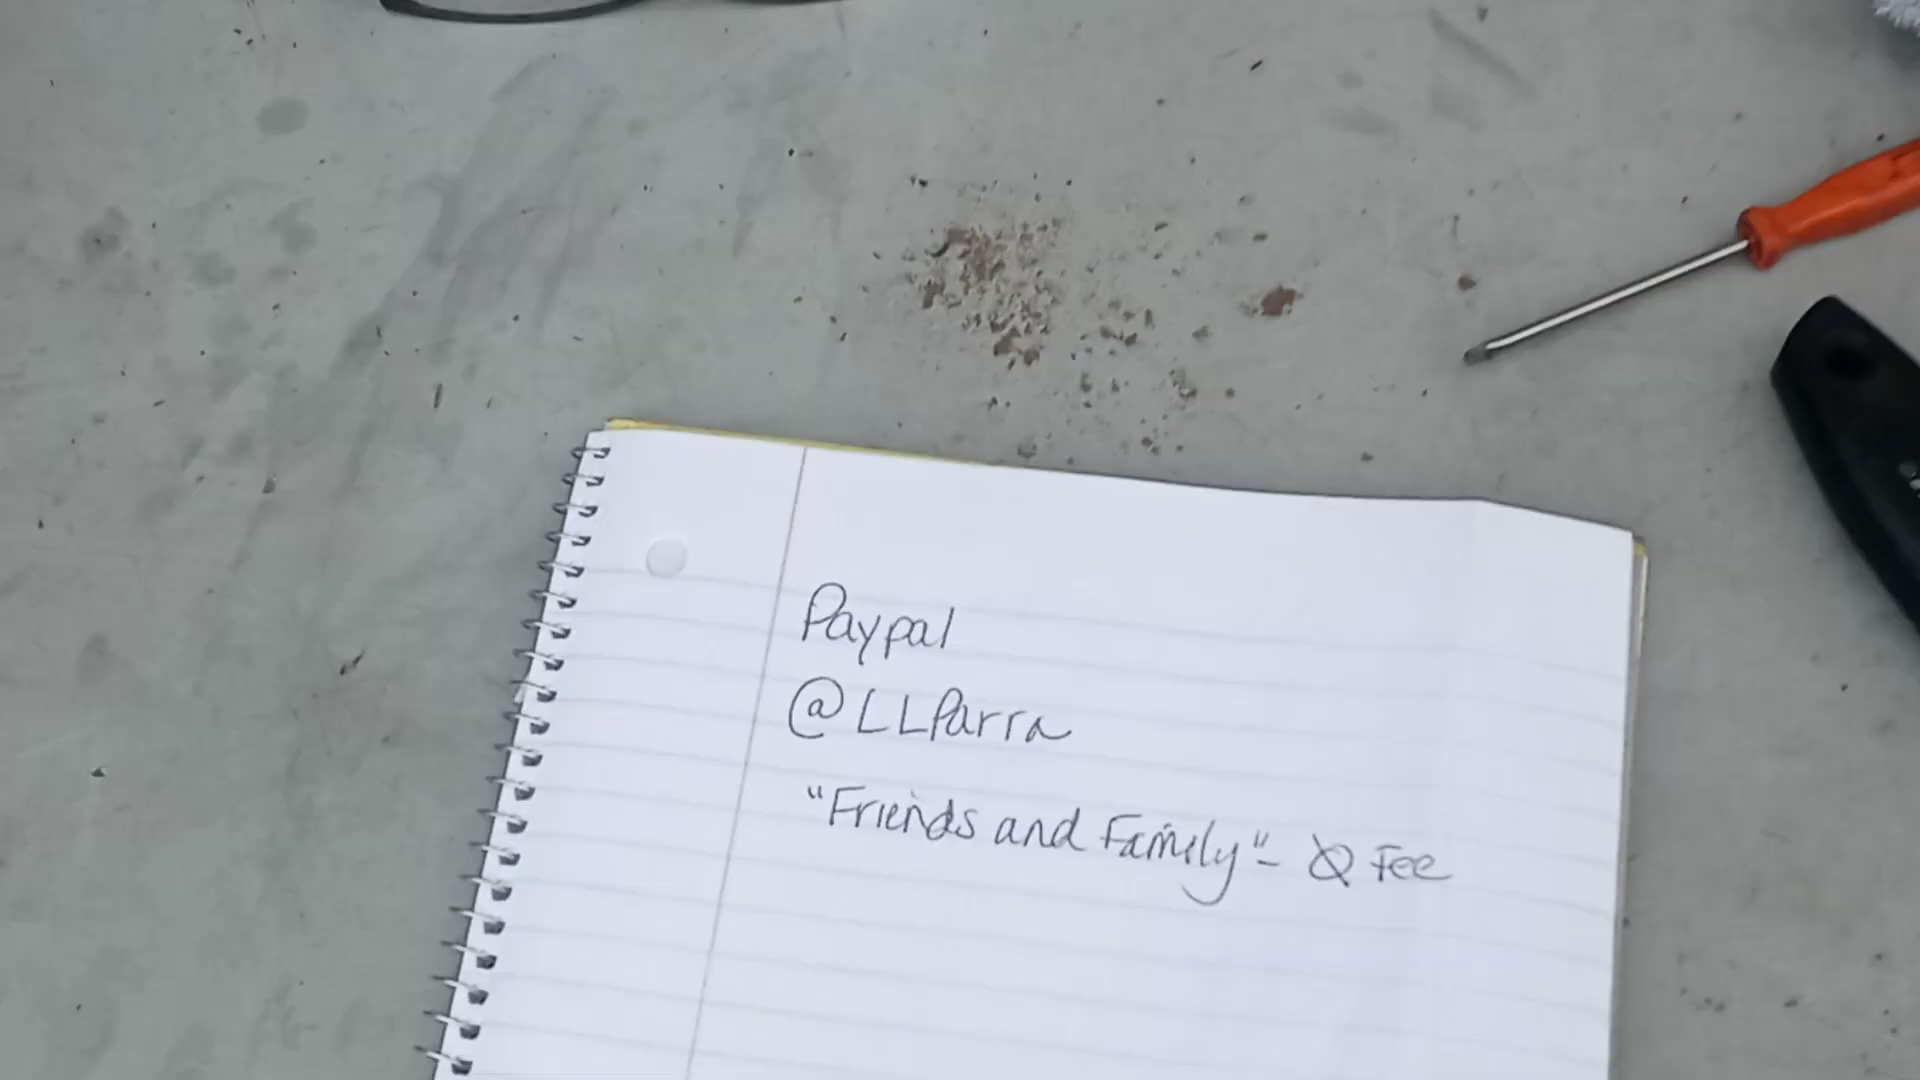 Paypal
@LLParra
"Friends and Family"- Ø Fee